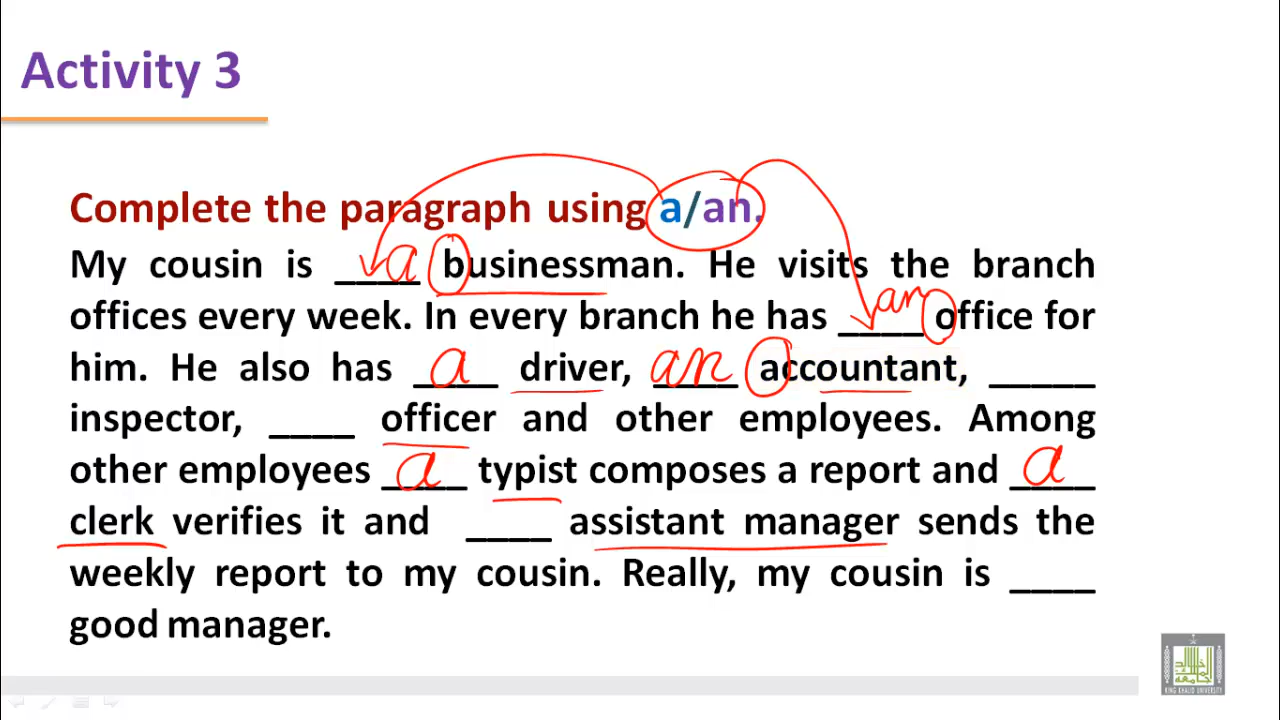 Activity 3
Complete the paragraph using a/an.
My cousin is ____ a businessman. He visits the branch
offices every week. In every branch he has ____ an office for
him. He also has ____ a driver, ____ an accountant, _____
inspector, ____ officer and other employees. Among
other employees ____ a typist composes a report and ____ a
clerk verifies it and ____ assistant manager sends the
weekly report to my cousin. Really, my cousin is ____
good manager.
KING KHALID UNIVERSITY